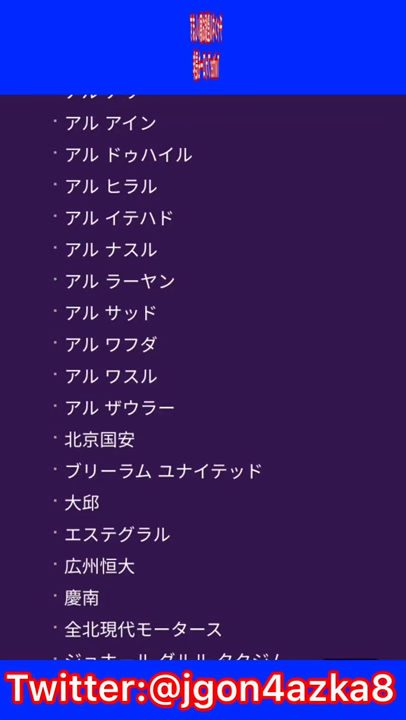 アル アイン
アル ドゥハイル
アル ヒラル
アル イテハド
アル ナスル
アル ラーヤン
アル サッド
アル ワフダ
アル ワスル
アル ザウラー
北京国安
ブリーラム ユナイテッド
大邱
エステグラル
広州恒大
慶南
全北現代モータース
Twitter:@jgon4azka8